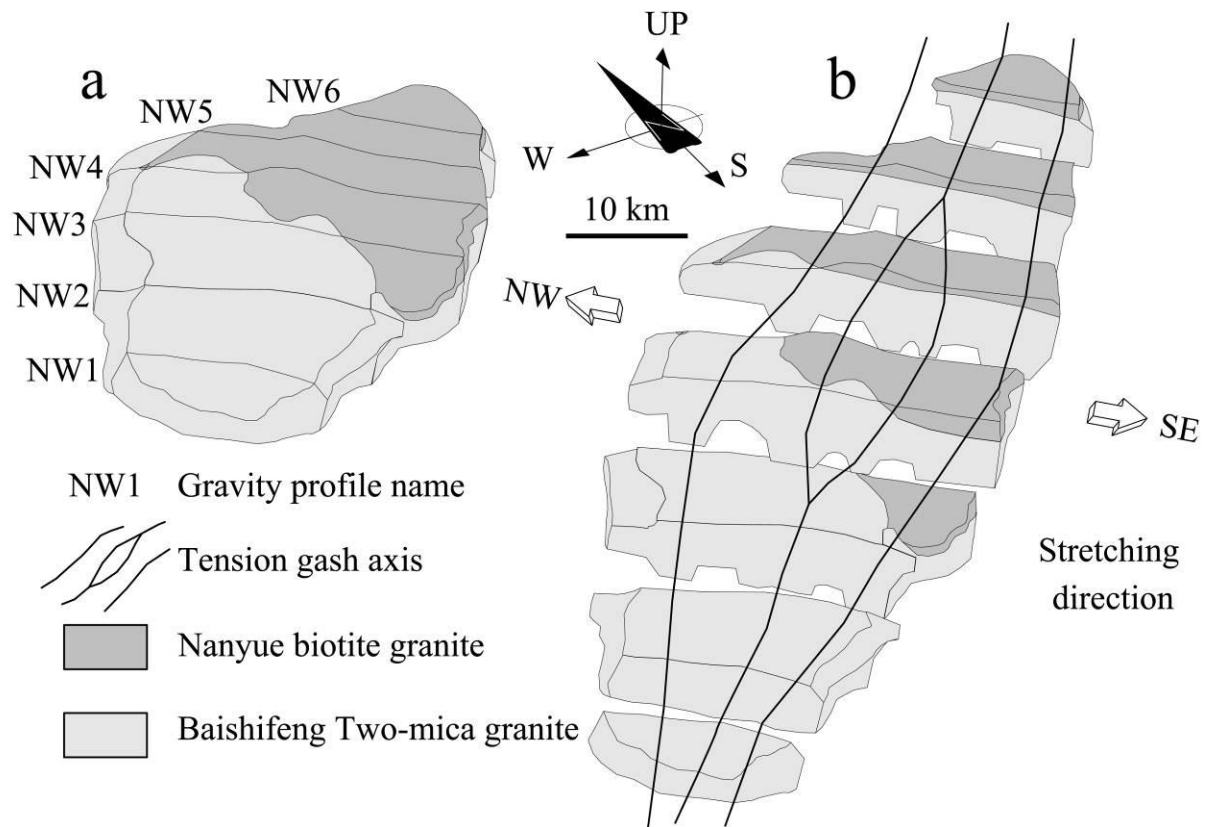 a
NW6
NW5
NW4
NW3
NW2
NW1
UP
W
S
10 km
b
NW
SE
Stretching
direction
NW1 Gravity profile name
Tension gash axis
Nanyue biotite granite
Baishifeng Two-mica granite